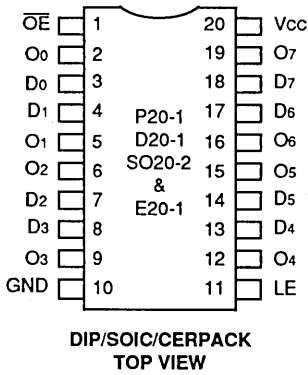 OE 1 20 Vcc
O0 2 19 O7
D0 3 18 D7
D1 4 17 D6
P20-1
O1 5 16 O6
D20-1
O2 6 SO20-2 15 O5
&
D2 7 14 D5
E20-1
D3 8 13 D4
O3 9 12 O4
GND 10 11 LE
DIP/SOIC/CERPACK
TOP VIEW